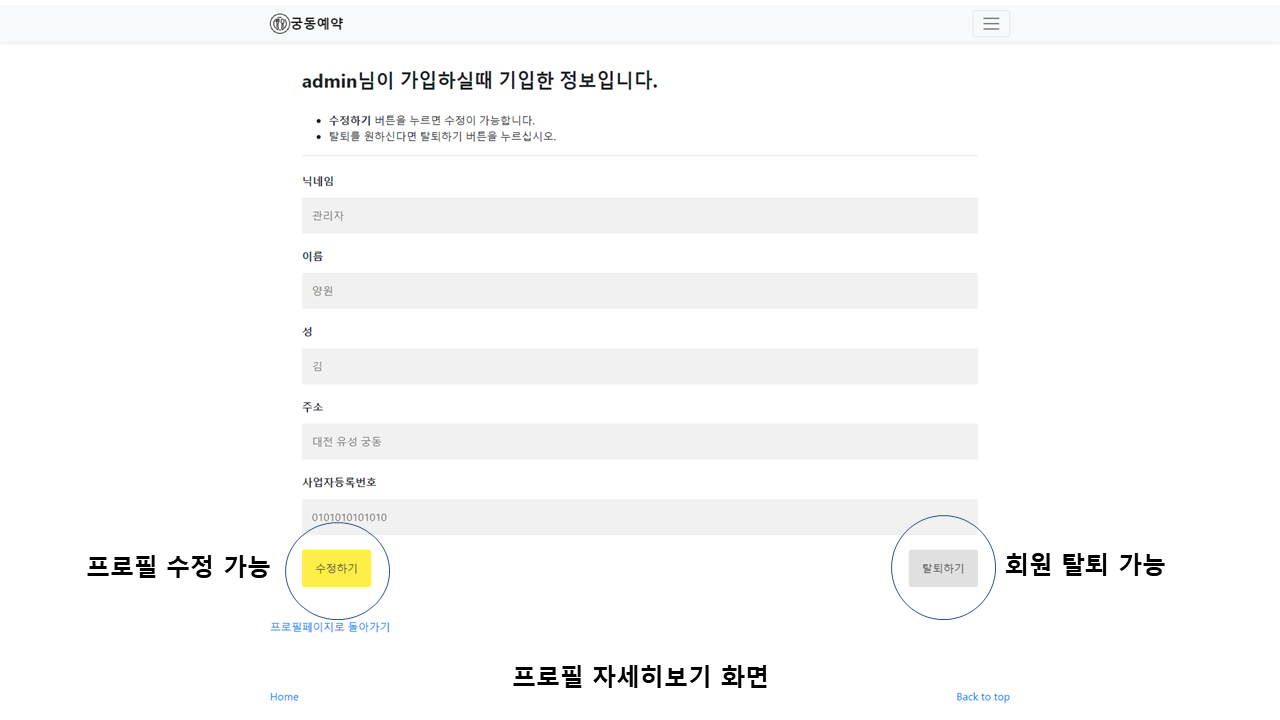 궁동예약
admin님이 가입하실때 기입한 정보입니다.
수정하기 버튼을 누르면 수정이 가능합니다.
탈퇴를 원하신다면 탈퇴하기 버튼을 누르십시오.
닉네임
관리자
이름
양원
성
김
주소
대전 유성 궁동
사업자등록번호
0101010101010
프로필 수정 가능
수정하기
탈퇴하기
회원 탈퇴 가능
프로필페이지로 돌아가기
프로필 자세히보기 화면
Home
Back to top